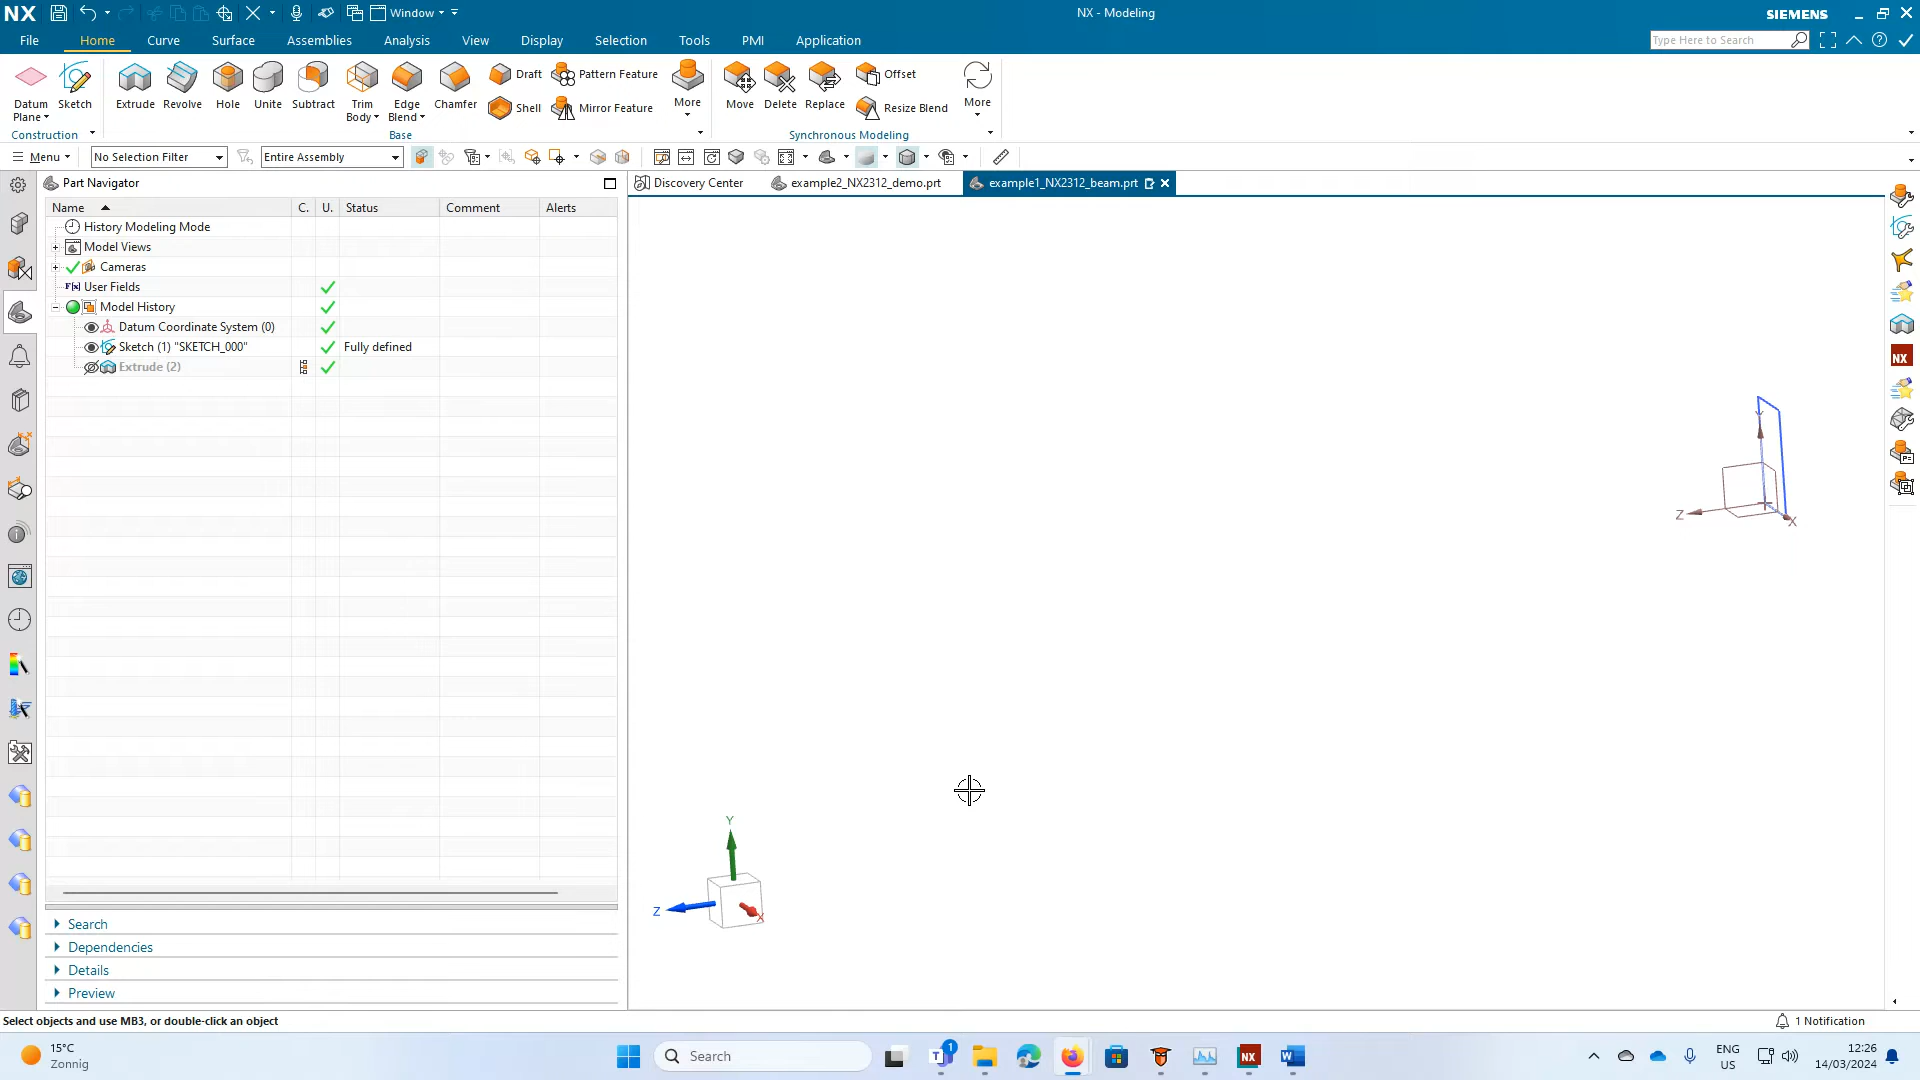 NX Window NX - Modeling SIEMENS
File Home Curve Surface Assemblies Analysis View Display Selection Tools PMI Application Type Here to Search
Datum Plane Sketch Extrude Revolve Hole Unite Subtract Trim Body Edge Blend Chamfer Draft Shell Pattern Feature Mirror Feature More Move Delete Replace Offset Resize Blend More
Construction Base Synchronous Modeling
Menu No Selection Filter Entire Assembly
Part Navigator Discovery Center example2_NX2312_demo.prt example1_NX2312_beam.prt
Name C. U. Status Comment Alerts
History Modeling Mode
Model Views
Cameras
User Fields
Model History
Datum Coordinate System (0)
Sketch (1) "SKETCH_000" Fully defined
Extrude (2)
NX
Z X
Y
Z X
Search
Dependencies
Details
Preview
Select objects and use MB3, or double-click an object 1 Notification
15°C
Zonnig
Search
1
NX
ENG
US
12:26
14/03/2024